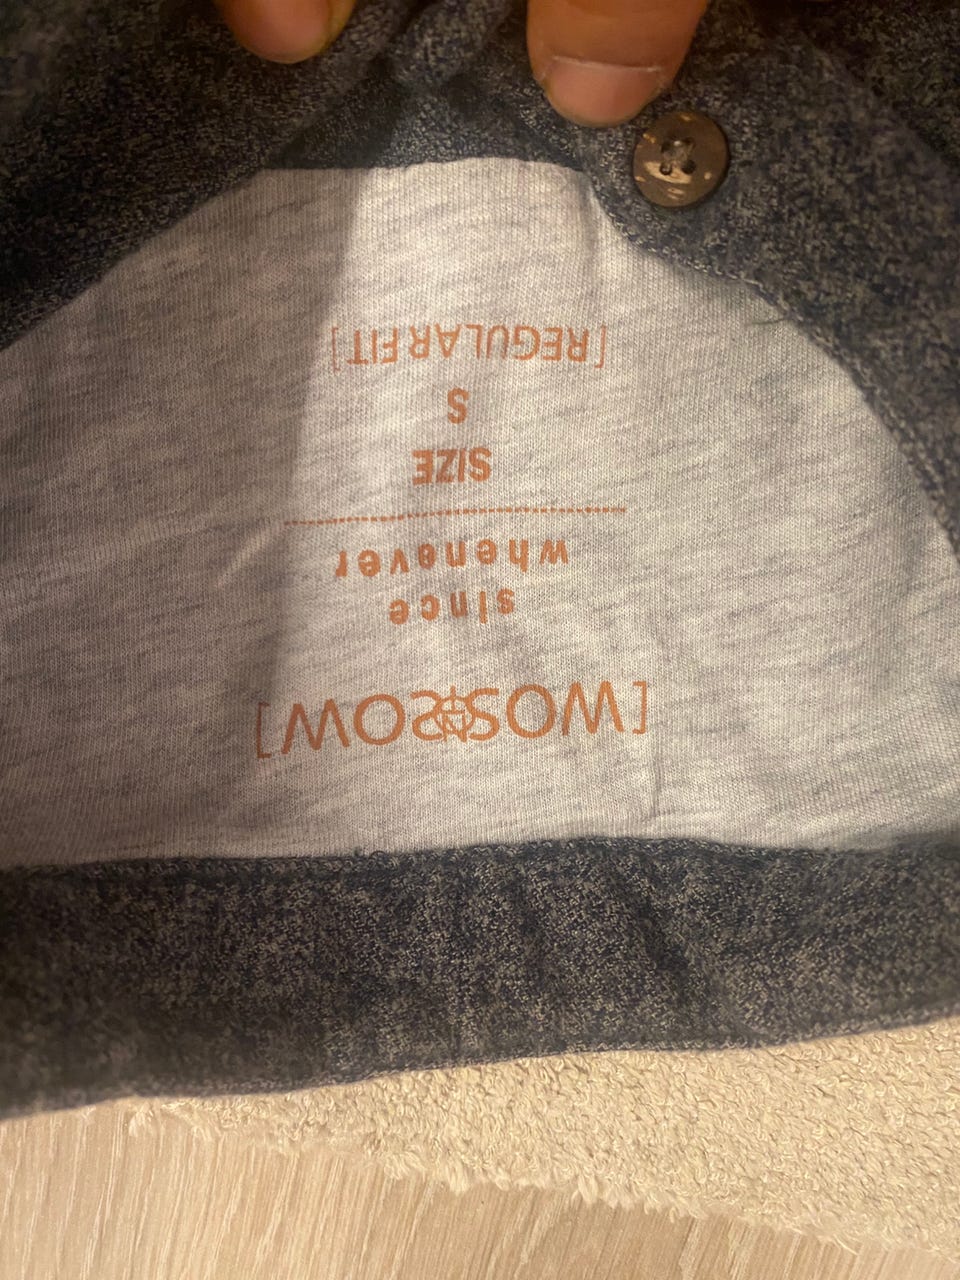 since
whenever
SIZE
S
[REGULAR FIT]